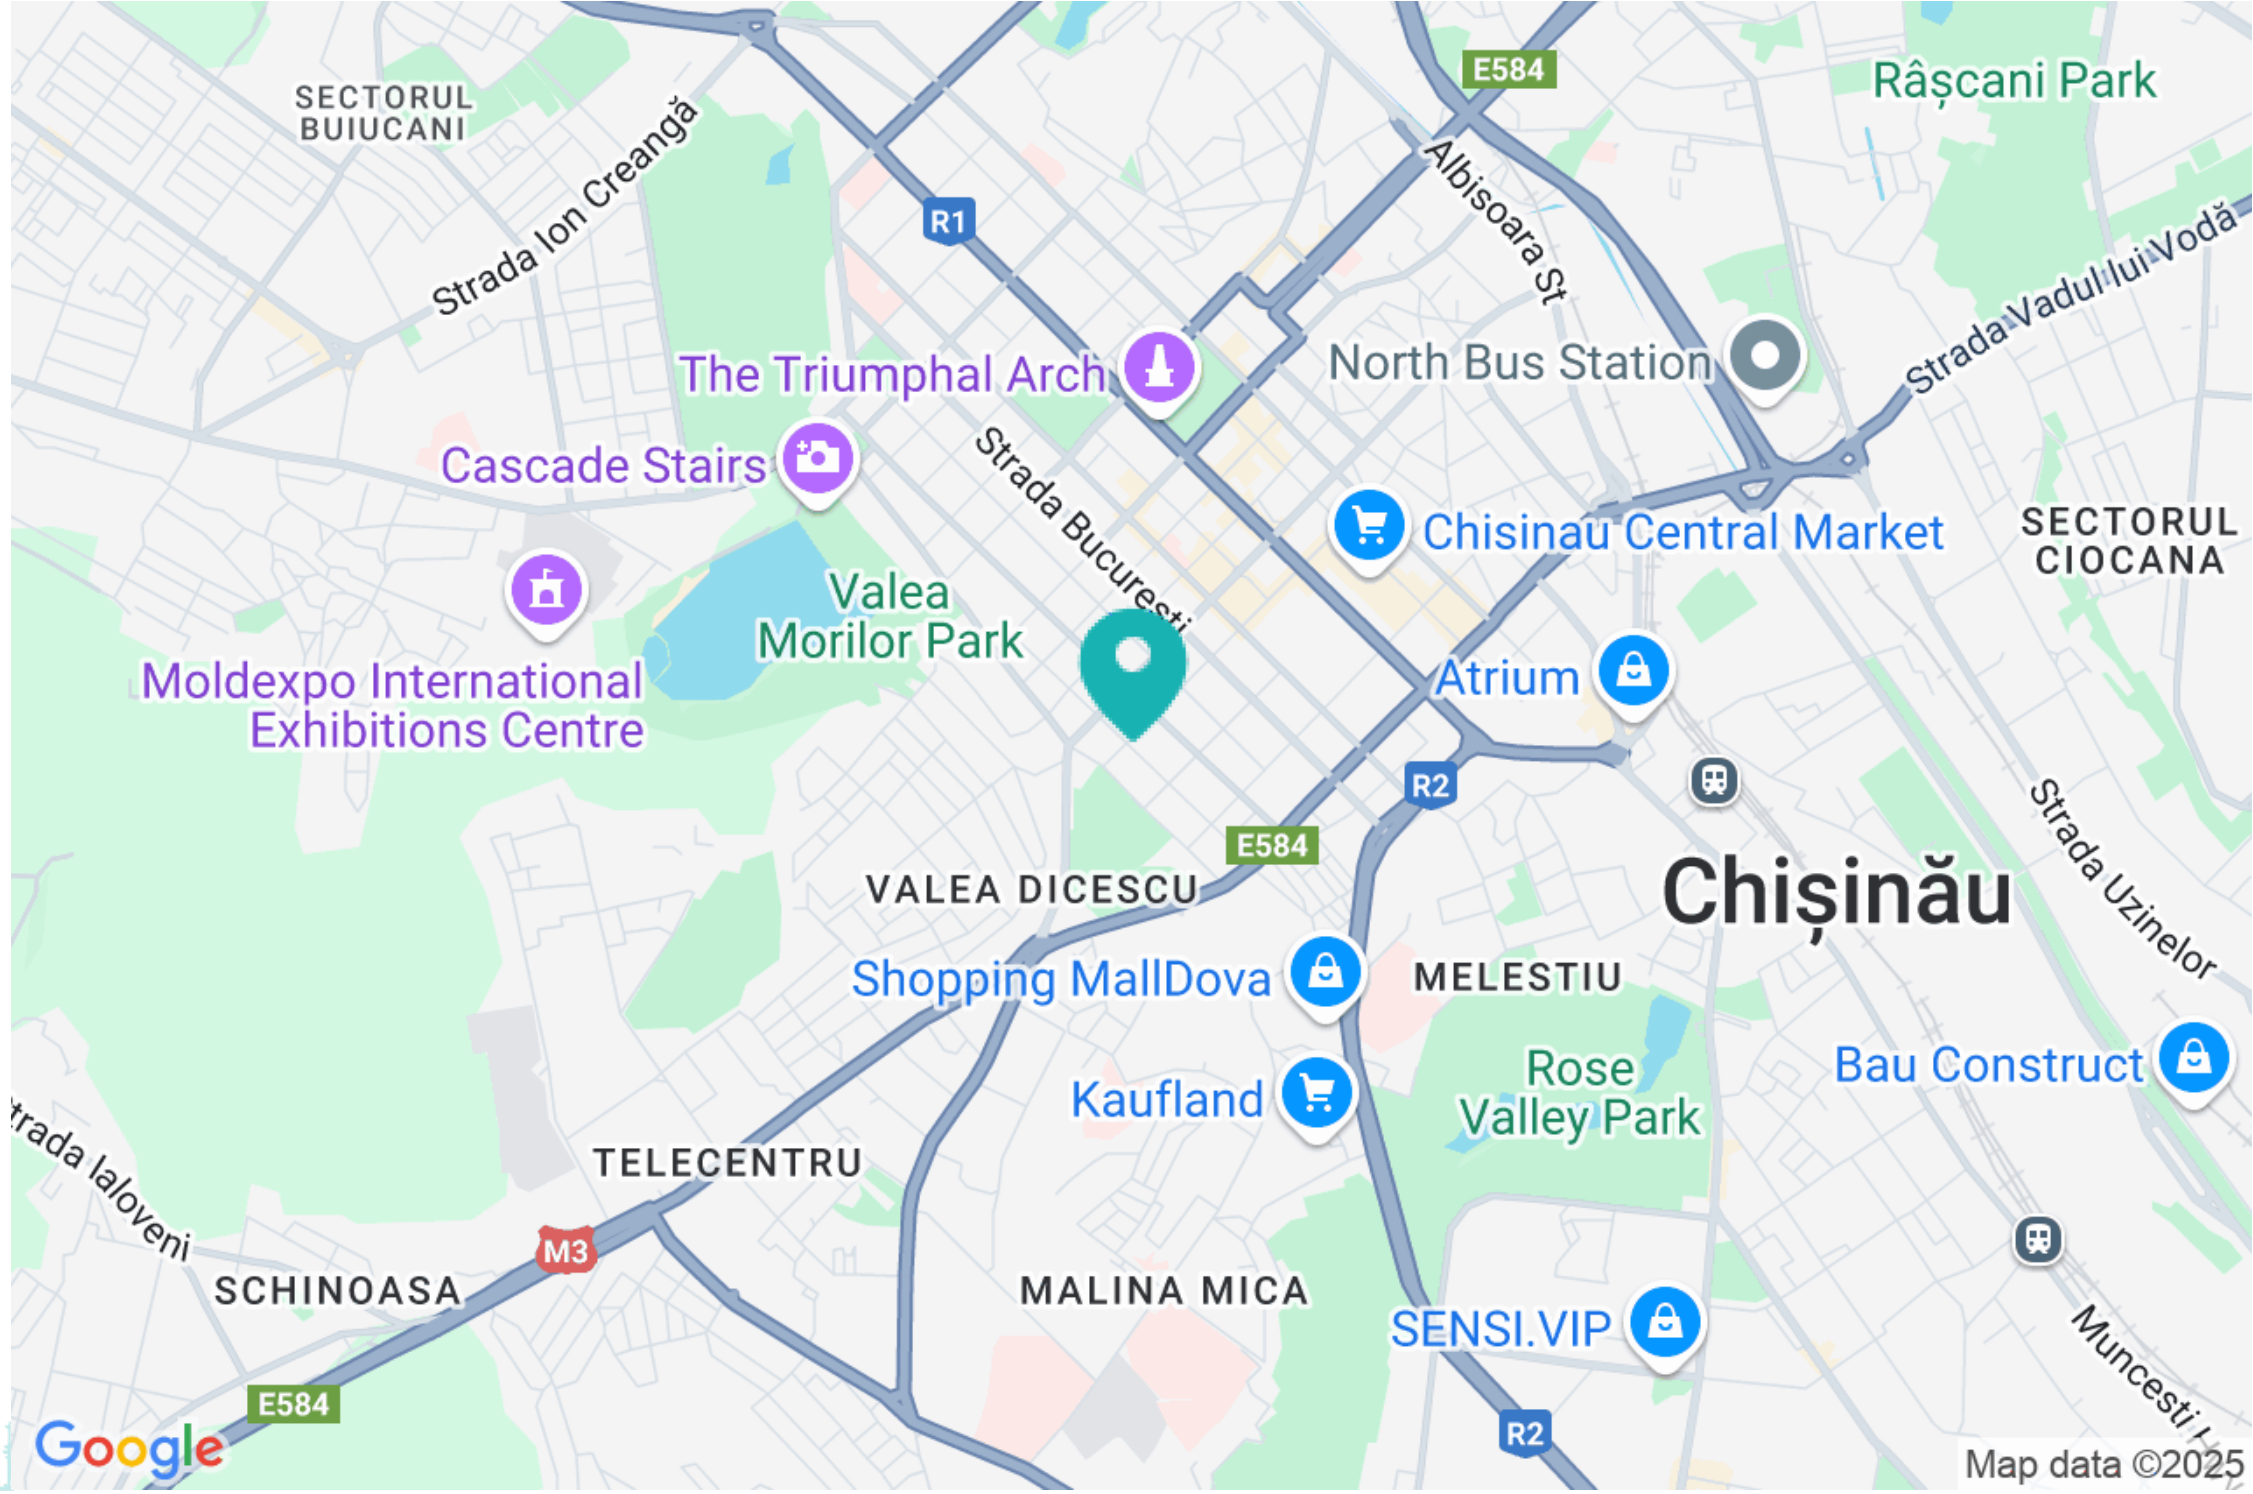 E584
Râșcani Park
SECTORUL
BUIUCANI
Strada Ion Creangă
Albisoara St
R1
Strada Vadul lui Vodă
North Bus Station
The Triumphal Arch
Cascade Stairs
Strada București
Chisinau Central Market
SECTORUL
CIOCANA
Valea
Morilor Park
Moldexpo International
Exhibitions Centre
Atrium
R2
E584
VALEA DICESCU
Chișinău
Strada Uzinelor
Shopping MallDova
MELESTIU
Rose
Valley Park
Bau Construct
Kaufland
TELECENTRU
Strada Ialoveni
M3
SCHINOASA
MALINA MICA
SENSI.VIP
Muncesti
E584
R2
Google
Map data ©2025